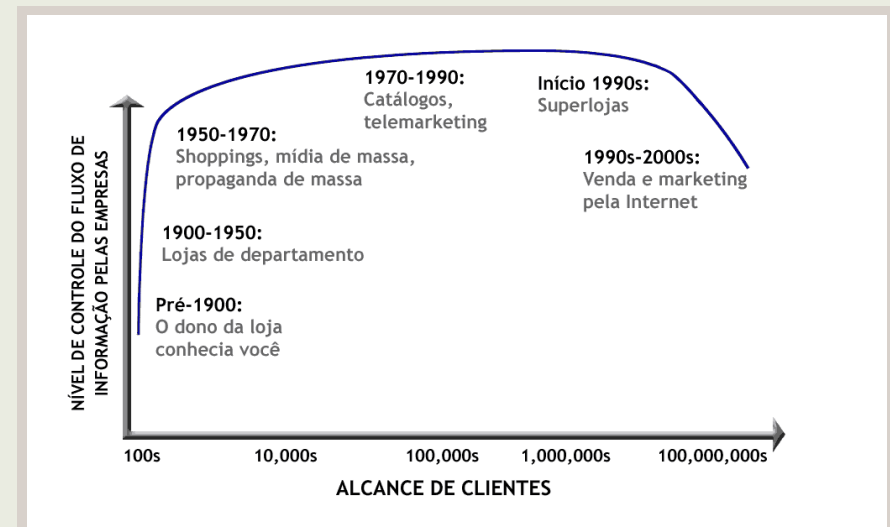 NÍVEL DE CONTROLE DO FLUXO DE
INFORMAÇÃO PELAS EMPRESAS
1970-1990:
Catálogos,
telemarketing
Início 1990s:
Superlojas
1950-1970:
Shoppings, mídia de massa,
propaganda de massa
1990s-2000s:
Venda e marketing
pela Internet
1900-1950:
Lojas de departamento
Pré-1900:
O dono da loja
conhecia você
100s
10,000s
100,000s
1,000,000s
100,000,000s
ALCANCE DE CLIENTES